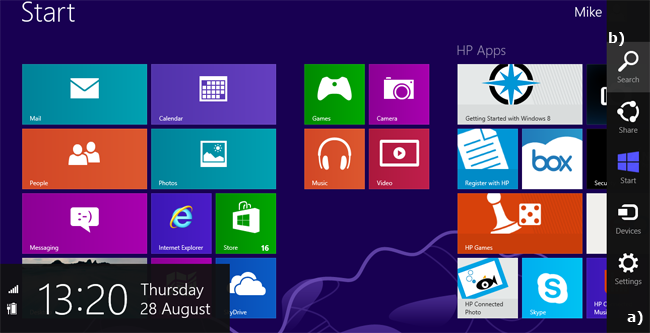 Start
Mike
b)
HP Apps
Search
Mail
Calendar
Games
Camera
Getting Started with Windows 8
Share
People
Photos
Music
Video
Register with HP
box
Secu
Start
Messaging
Internet Explorer
Store
16
HP Games
Devices
13:20
Thursday
28 August
yDrive
HP Connected
Photo
Skype
Settings
a)